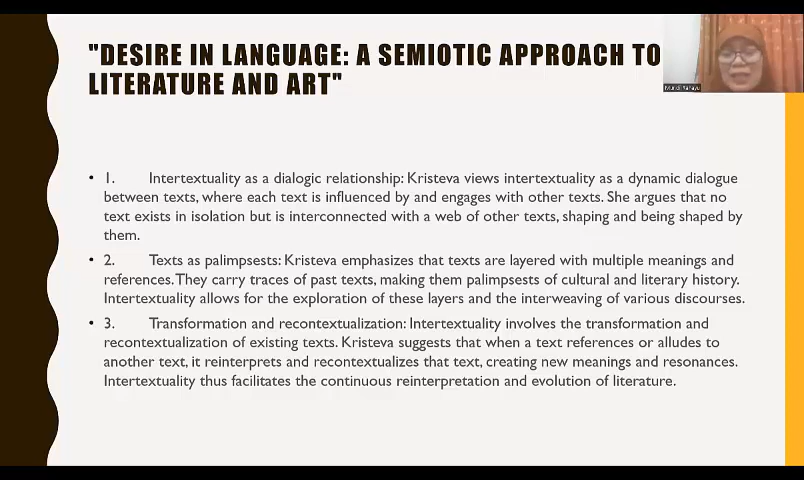 "DESIRE IN LANGUAGE: A SEMIOTIC APPROACH TO
LITERATURE AND ART"
• 1. Intertextuality as a dialogic relationship: Kristeva views intertextuality as a dynamic dialogue
between texts, where each text is influenced by and engages with other texts. She argues that no
text exists in isolation but is interconnected with a web of other texts, shaping and being shaped by
them.
• 2. Texts as palimpsests: Kristeva emphasizes that texts are layered with multiple meanings and
references. They carry traces of past texts, making them palimpsests of cultural and literary history.
Intertextuality allows for the exploration of these layers and the interweaving of various discourses.
• 3. Transformation and recontextualization: Intertextuality involves the transformation and
recontextualization of existing texts. Kristeva suggests that when a text references or alludes to
another text, it reinterprets and recontextualizes that text, creating new meanings and resonances.
Intertextuality thus facilitates the continuous reinterpretation and evolution of literature.